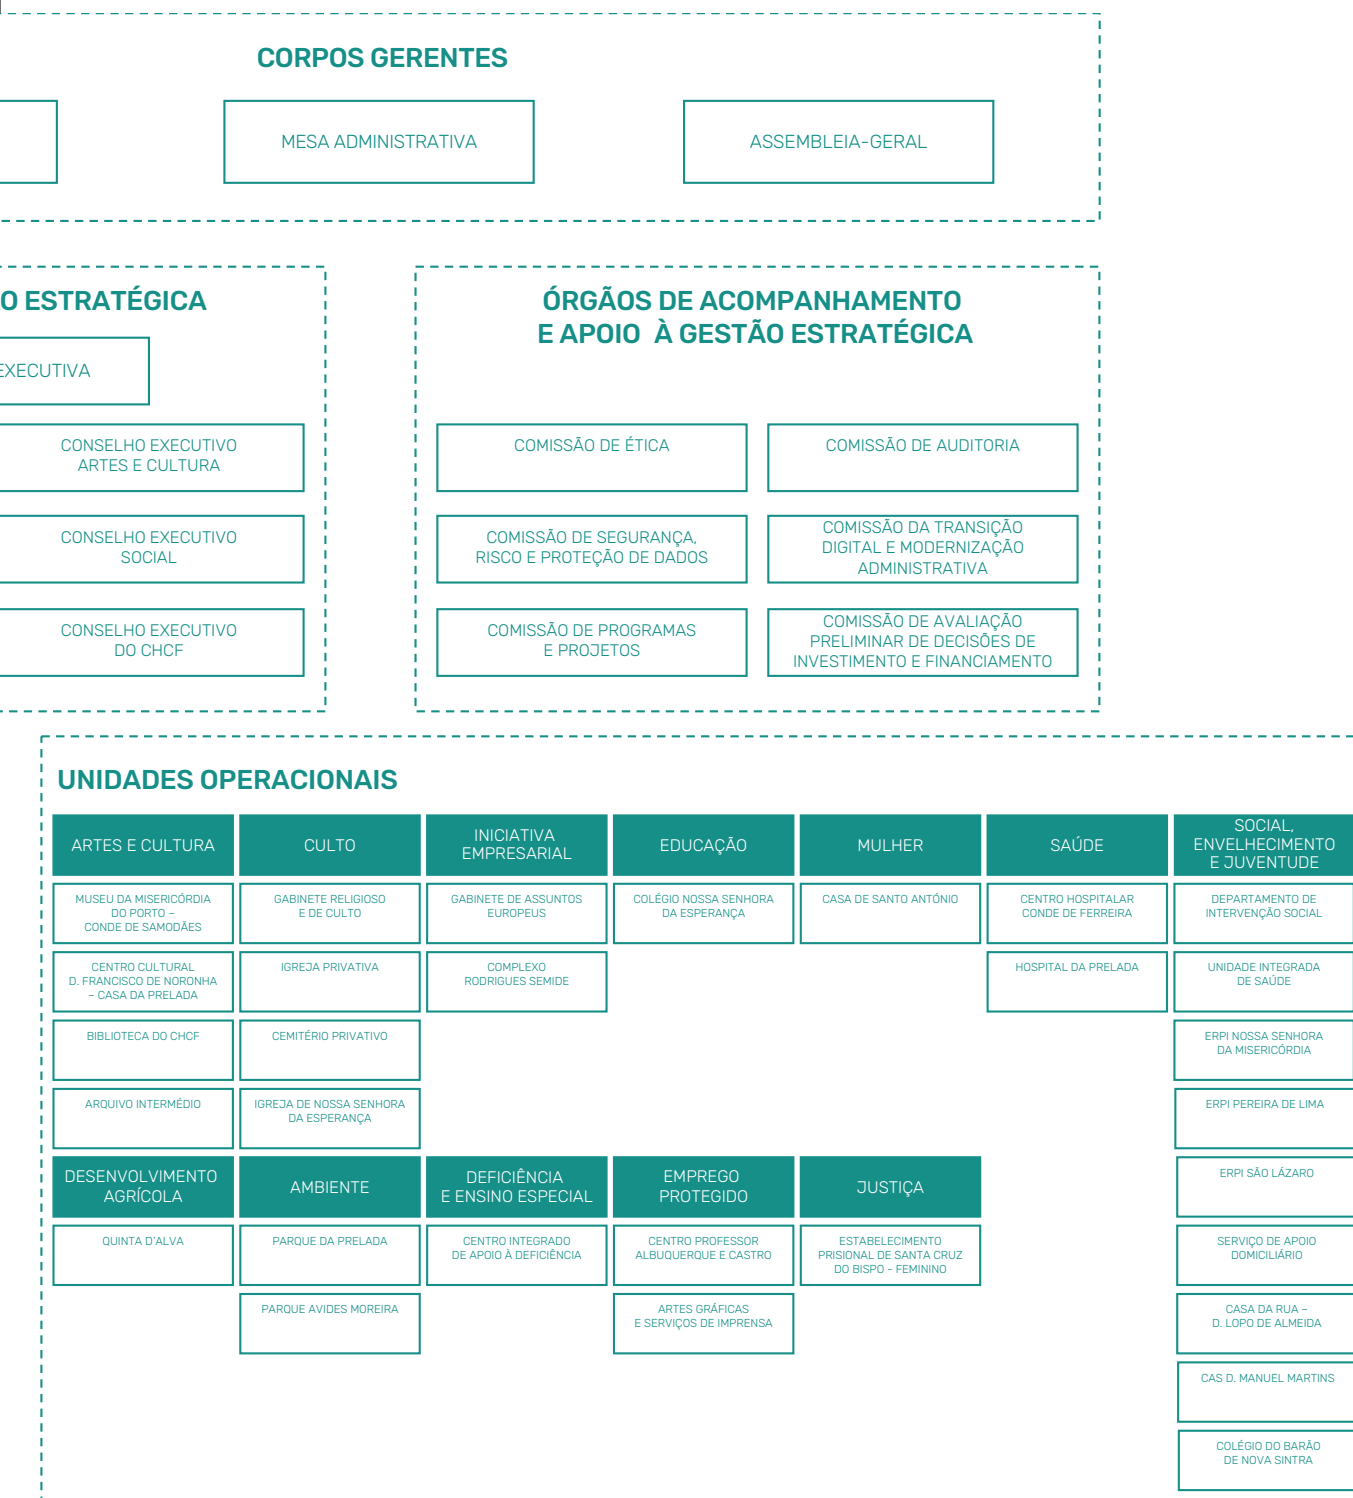 CORPOS GERENTES
MESA ADMINISTRATIVA
ASSEMBLEIA-GERAL
O ESTRATÉGICA
EXECUTIVA
CONSELHO EXECUTIVO
ARTES E CULTURA
CONSELHO EXECUTIVO
SOCIAL
CONSELHO EXECUTIVO
DO CHCF
ÓRGÃOS DE ACOMPANHAMENTO
E APOIO À GESTÃO ESTRATÉGICA
COMISSÃO DE ÉTICA
COMISSÃO DE AUDITORIA
COMISSÃO DE SEGURANÇA,
RISCO E PROTEÇÃO DE DADOS
COMISSÃO DA TRANSIÇÃO
DIGITAL E MODERNIZAÇÃO
ADMINISTRATIVA
COMISSÃO DE PROGRAMAS
E PROJETOS
COMISSÃO DE AVALIAÇÃO
PRELIMINAR DE DECISÕES DE
INVESTIMENTO E FINANCIAMENTO
UNIDADES OPERACIONAIS
ARTES E CULTURA
MUSEU DA MISERICÓRDIA
DO PORTO –
CONDE DE SAMODÃES
CENTRO CULTURAL
D. FRANCISCO DE NORONHA
– CASA DA PRELADA
BIBLIOTECA DO CHCF
ARQUIVO INTERMÉDIO
CULTO
GABINETE RELIGIOSO
E DE CULTO
IGREJA PRIVATIVA
CEMITÉRIO PRIVATIVO
IGREJA DE NOSSA SENHORA
DA ESPERANÇA
INICIATIVA
EMPRESARIAL
GABINETE DE ASSUNTOS
EUROPEUS
COMPLEXO
RODRIGUES SEMIDE
EDUCAÇÃO
COLÉGIO NOSSA SENHORA
DA ESPERANÇA
MULHER
CASA DE SANTO ANTÓNIO
SAÚDE
CENTRO HOSPITALAR
CONDE DE FERREIRA
HOSPITAL DA PRELADA
SOCIAL,
ENVELHECIMENTO
E JUVENTUDE
DEPARTAMENTO DE
INTERVENÇÃO SOCIAL
UNIDADE INTEGRADA
DE SAÚDE
ERPI NOSSA SENHORA
DA MISERICÓRDIA
ERPI PEREIRA DE LIMA
ERPI SÃO LÁZARO
SERVIÇO DE APOIO
DOMICILIÁRIO
CASA DA RUA –
D. LOPO DE ALMEIDA
CAS D. MANUEL MARTINS
COLÉGIO DO BARÃO
DE NOVA SINTRA
DESENVOLVIMENTO
AGRÍCOLA
QUINTA D'ALVA
AMBIENTE
PARQUE DA PRELADA
PARQUE AVIDES MOREIRA
DEFICIÊNCIA
E ENSINO ESPECIAL
CENTRO INTEGRADO
DE APOIO À DEFICIÊNCIA
EMPREGO
PROTEGIDO
CENTRO PROFESSOR
ALBUQUERQUE E CASTRO
ARTES GRÁFICAS
E SERVIÇOS DE IMPRENSA
JUSTIÇA
ESTABELECIMENTO
PRISIONAL DE SANTA CRUZ
DO BISPO - FEMININO